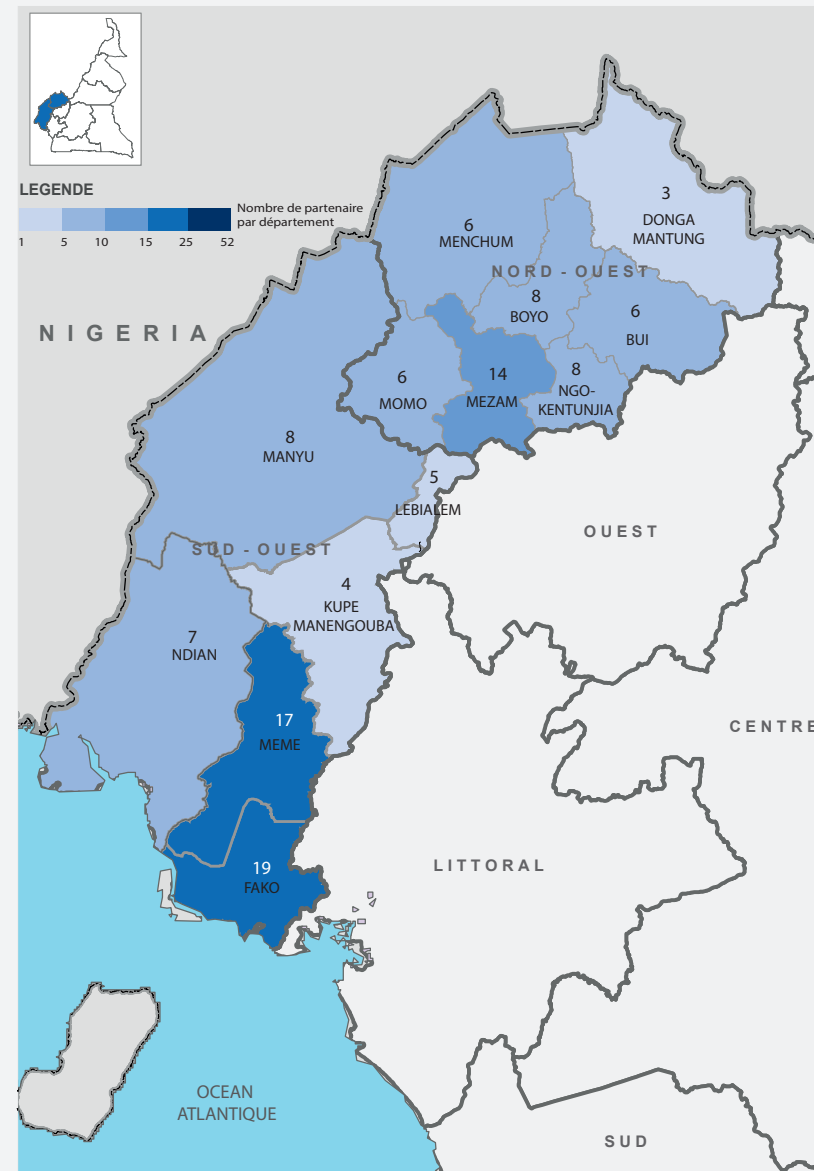 LEGENDE
Nombre de partenaire
par département
1 5 10 15 25 52
3
DONGA
MANTUNG
6
MENCHUM
NORD - OUEST
8
BOYO
6
BUI
NIGERIA
14
MEZAM
8
NGO-
KENTUNJIA
6
MOMO
8
MANYU
5
LEBIALEM
OUEST
SUD - OUEST
4
KUPE
MANENGOUBA
7
NDIAN
17
MEME
CENTRE
19
FAKO
LITTORAL
OCEAN
ATLANTIQUE
SUD